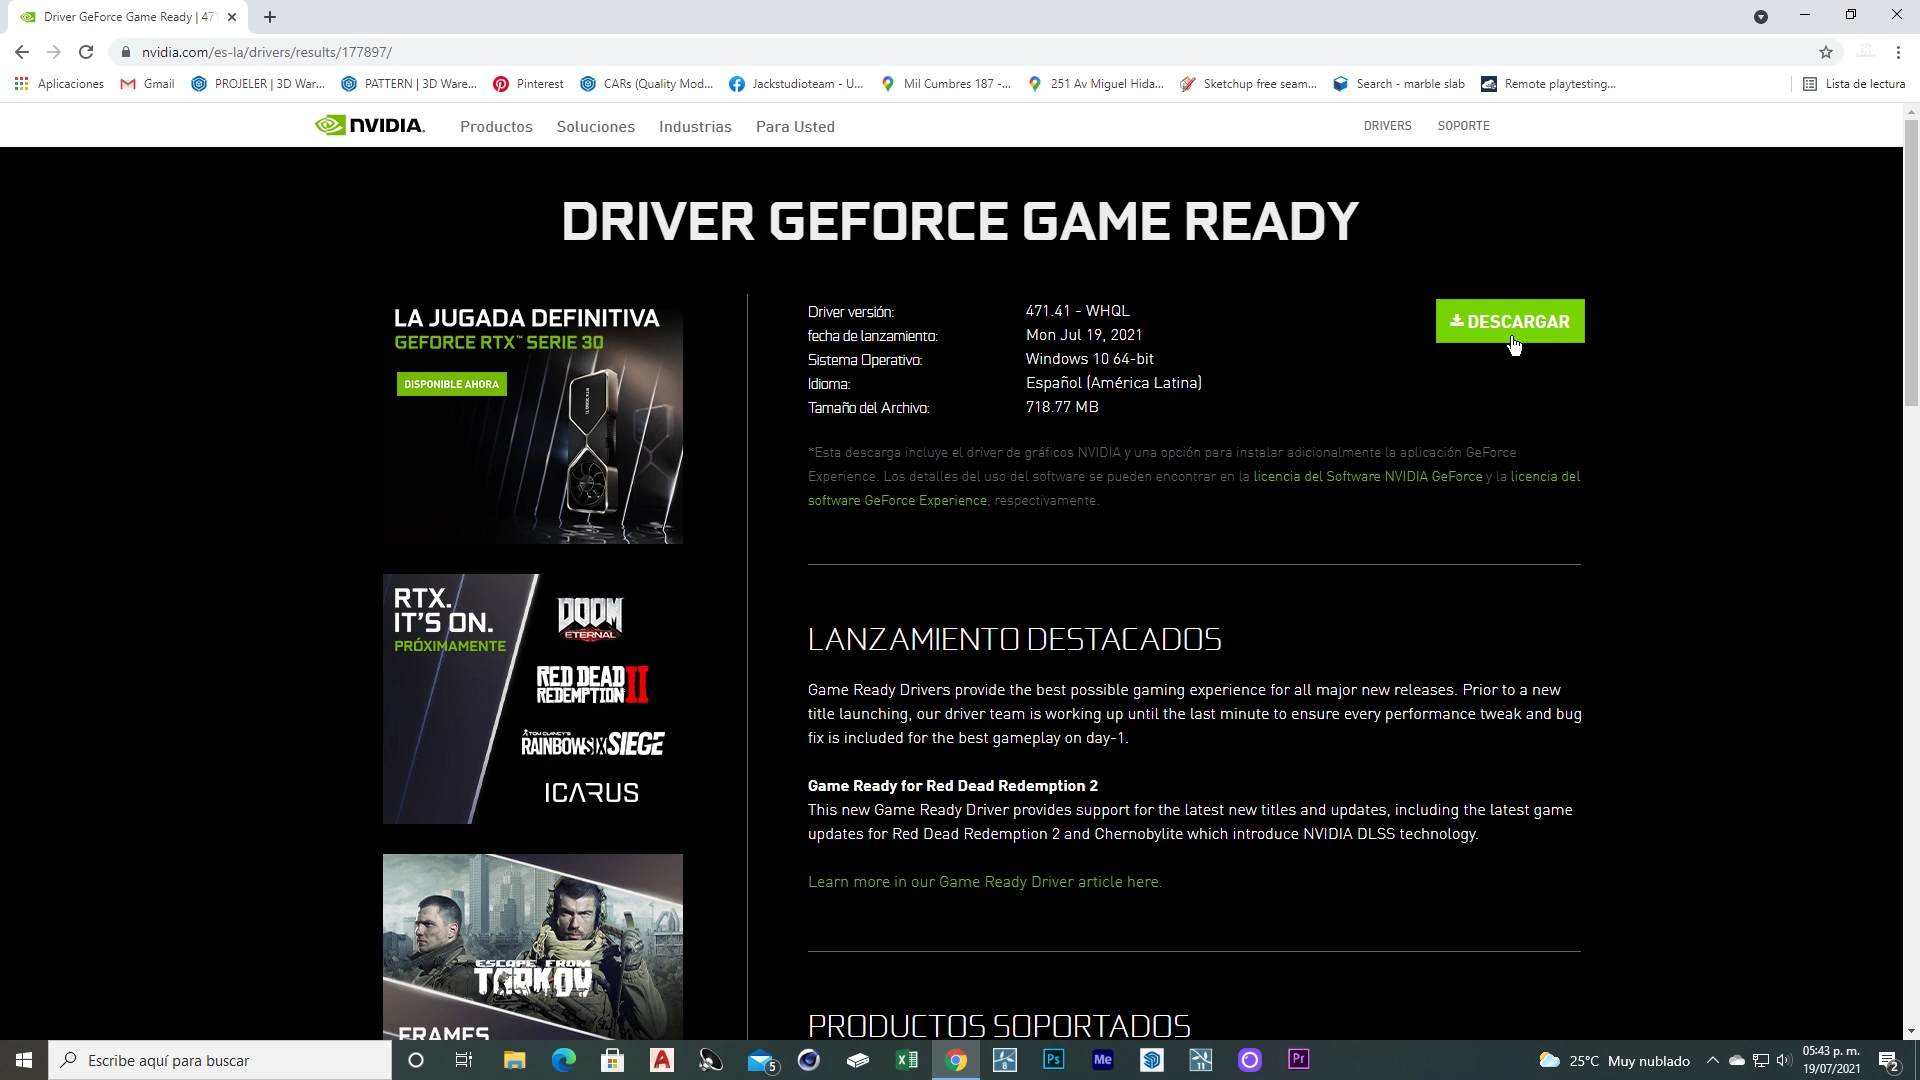 Driver GeForce Game Ready | 471
nvidia.com/es-la/drivers/results/177897/
Aplicaciones
Gmail
PROJELER | 3D War...
PATTERN | 3D Ware...
Pinterest
CARs (Quality Mod...
Jackstudioteam - U...
Mil Cumbres 187 -...
251 Av Miguel Hida...
Sketchup free seam...
Search - marble slab
Remote playtesting...
Lista de lectura
NVIDIA.
Productos
Soluciones
Industrias
Para Usted
DRIVERS
SOPORTE
DRIVER GEFORCE GAME READY
LA JUGADA DEFINITIVA
GEFORCE RTX™ SERIE 30
DISPONIBLE AHORA
RTX.
IT'S ON.
PRÓXIMAMENTE
DOOM
ETERNAL
RED DEAD
REDEMPTION II
TOM CLANCY'S
RAINBOW SIX SIEGE
ICARUS
ESCAPE FROM
TARKOV
FRAMES
Driver versión: 471.41 - WHQL
fecha de lanzamiento: Mon Jul 19, 2021
Sistema Operativo: Windows 10 64-bit
Idioma: Español (América Latina)
Tamaño del Archivo: 718.77 MB
DESCARGAR
*Esta descarga incluye el driver de gráficos NVIDIA y una opción para instalar adicionalmente la aplicación GeForce
Experience. Los detalles del uso del software se pueden encontrar en la licencia del Software NVIDIA GeForce y la licencia del
software GeForce Experience, respectivamente.
LANZAMIENTO DESTACADOS
Game Ready Drivers provide the best possible gaming experience for all major new releases. Prior to a new
title launching, our driver team is working up until the last minute to ensure every performance tweak and bug
fix is included for the best gameplay on day-1.
Game Ready for Red Dead Redemption 2
This new Game Ready Driver provides support for the latest new titles and updates, including the latest game
updates for Red Dead Redemption 2 and Chernobylite which introduce NVIDIA DLSS technology.
Learn more in our Game Ready Driver article here.
PRODUCTOS SOPORTADOS
Escribe aquí para buscar
5
8
Ps
Me
11
Pr
25°C Muy nublado
05:43 p. m.
19/07/2021
2